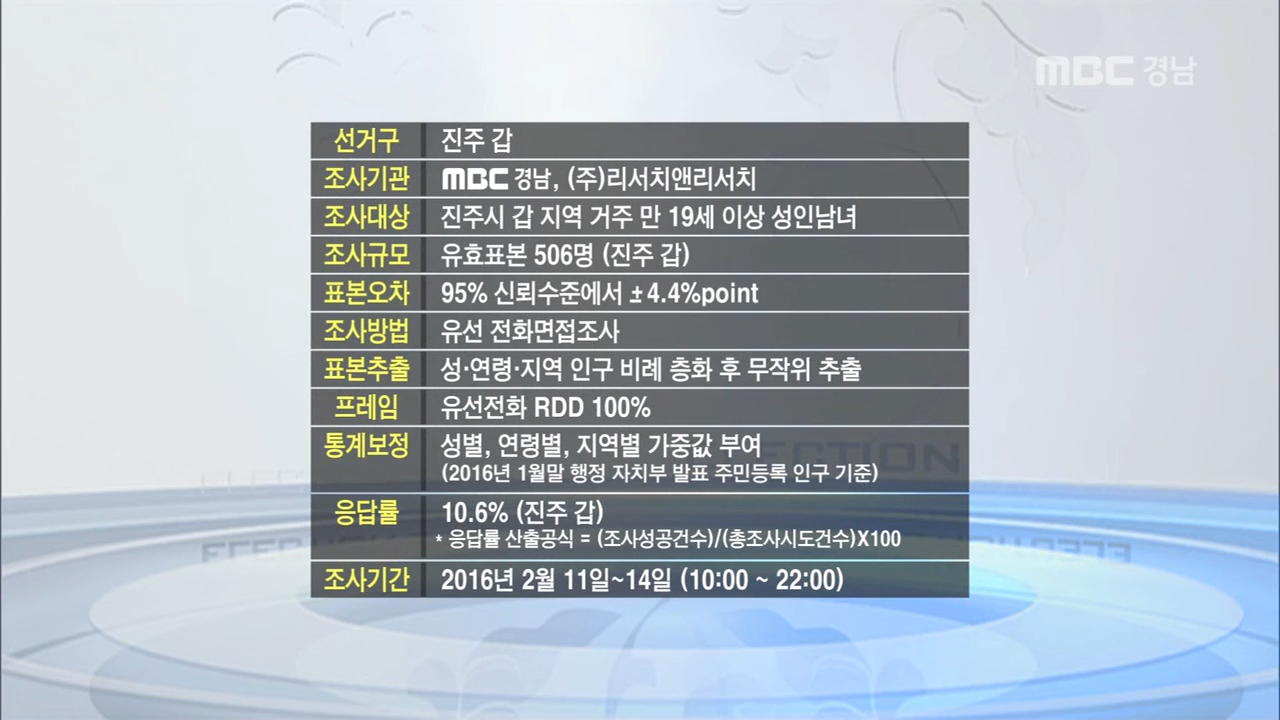 MBC 경남
선거구 진주 갑
조사기관 MBC 경남, (주)리서치앤리서치
조사대상 진주시 갑 지역 거주 만 19세 이상 성인남녀
조사규모 유효표본 506명 (진주 갑)
표본오차 95% 신뢰수준에서 ±4.4%point
조사방법 유선 전화면접조사
표본추출 성·연령·지역 인구 비례 층화 후 무작위 추출
프레임 유선전화 RDD 100%
통계보정 성별, 연령별, 지역별 가중값 부여
(2016년 1월말 행정 자치부 발표 주민등록 인구 기준)
응답률 10.6% (진주 갑)
* 응답률 산출공식 = (조사성공건수)/(총조사시도건수)X100
조사기간 2016년 2월 11일~14일 (10:00 ~ 22:00)